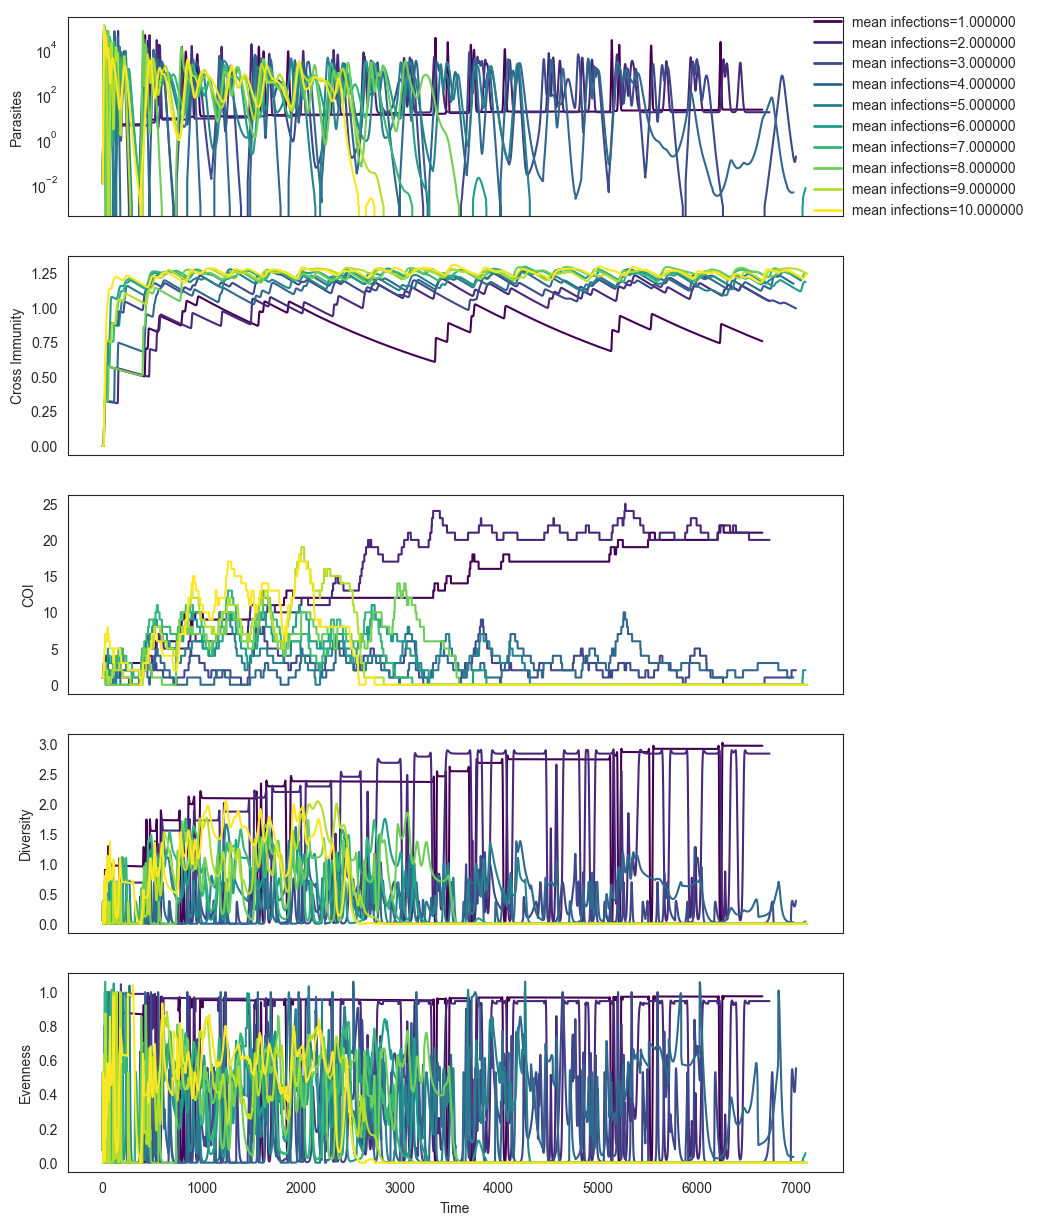 mean infections=1.000000
mean infections=2.000000
mean infections=3.000000
mean infections=4.000000
mean infections=5.000000
mean infections=6.000000
mean infections=7.000000
mean infections=8.000000
mean infections=9.000000
mean infections=10.000000
Parasites
10^4
10^2
10^0
10^−2
Cross Immunity
1.25
1.00
0.75
0.50
0.25
0.00
COI
25
20
15
10
5
0
Diversity
3.0
2.5
2.0
1.5
1.0
0.5
0.0
Evenness
1.0
0.8
0.6
0.4
0.2
0.0
0 1000 2000 3000 4000 5000 6000 7000
Time